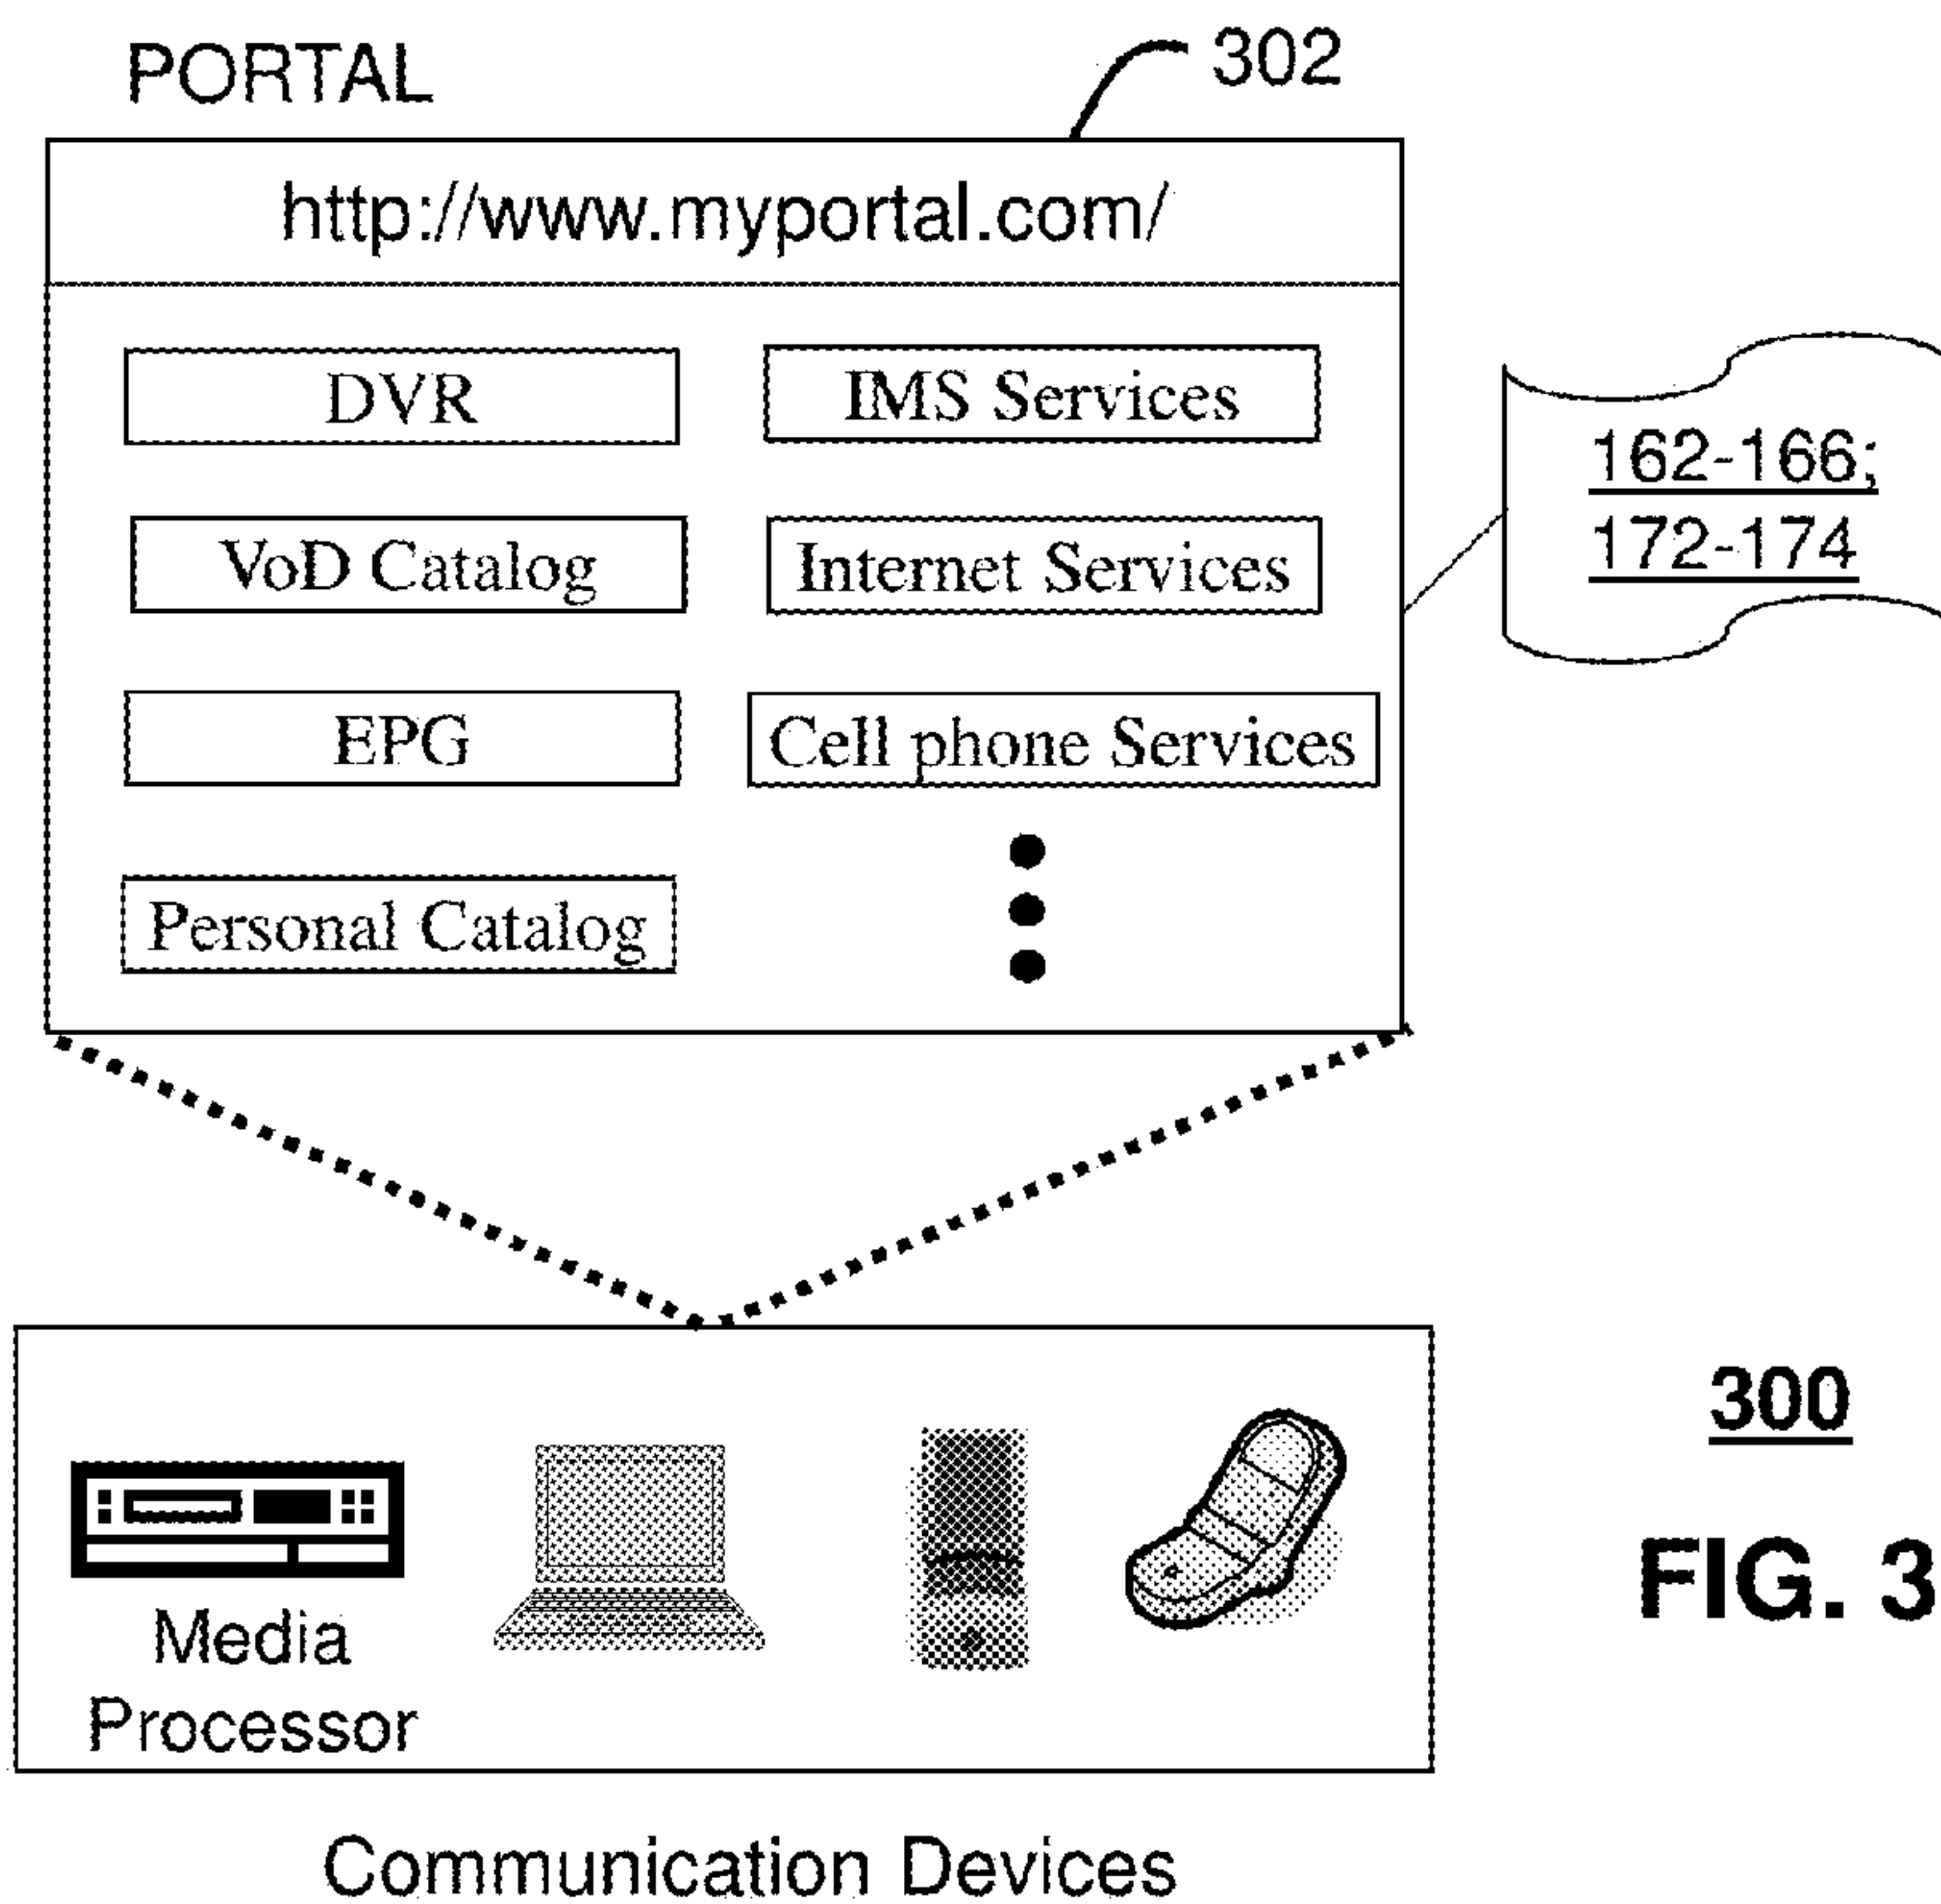 PORTAL
302
http://www.myportal.com/
DVR
IMS Services
VoD Catalog
Internet Services
EPG
Cell phone Services
Personal Catalog
162-166;
172-174
Media
Processor
Communication Devices
300
FIG. 3